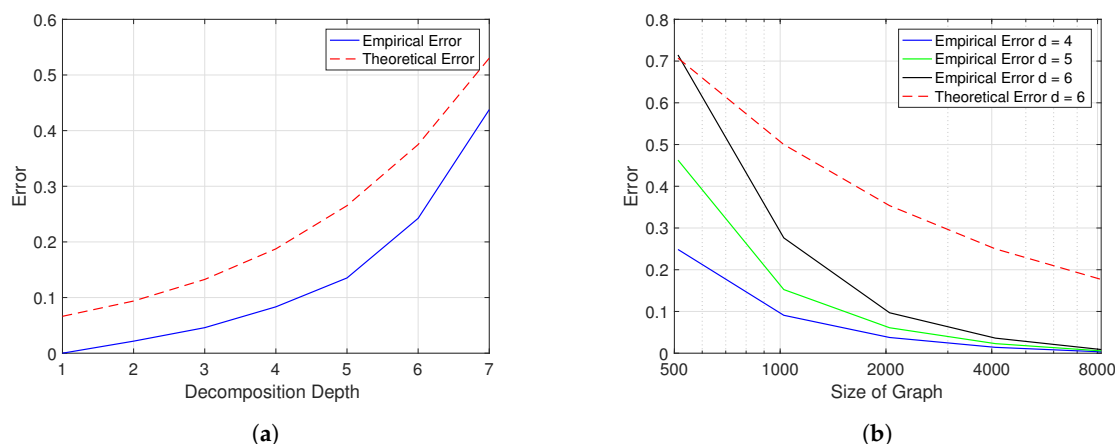 Error
0.6
0.5
0.4
0.3
0.2
0.1
0
1 2 3 4 5 6 7
Decomposition Depth
Empirical Error
Theoretical Error
(a)
Error
0.8
0.7
0.6
0.5
0.4
0.3
0.2
0.1
0
500 1000 2000 4000 8000
Size of Graph
Empirical Error d = 4
Empirical Error d = 5
Empirical Error d = 6
Theoretical Error d = 6
(b)